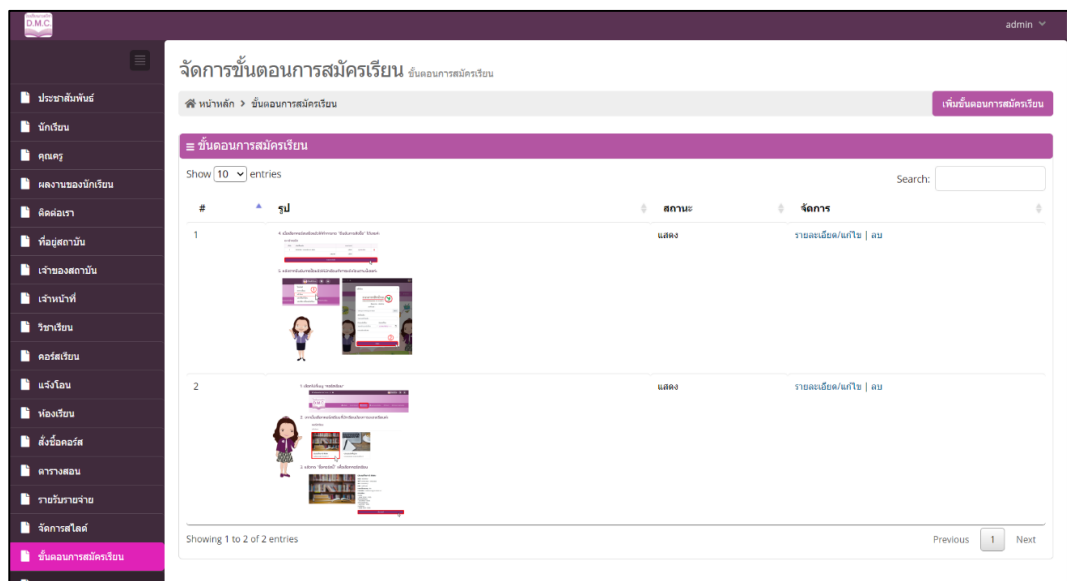 D.M.C.
admin
จัดการขั้นตอนการสมัครเรียน ขั้นตอนการสมัครเรียน
หน้าหลัก > ขั้นตอนการสมัครเรียน
เพิ่มขั้นตอนการสมัครเรียน
ประชาสัมพันธ์
นักเรียน
คุณครู
ผลงานของนักเรียน
ติดต่อเรา
ที่อยู่สถาบัน
เจ้าของสถาบัน
เจ้าหน้าที่
วิชาเรียน
คอร์สเรียน
แจ้งโอน
ห้องเรียน
สั่งซื้อคอร์ส
ตารางสอน
รายรับรายจ่าย
จัดการสไลด์
ขั้นตอนการสมัครเรียน
ขั้นตอนการสมัครเรียน
Show 10 entries
Search:
# รูป สถานะ จัดการ
1 แสดง รายละเอียด/แก้ไข | ลบ
2 แสดง รายละเอียด/แก้ไข | ลบ
Showing 1 to 2 of 2 entries
Previous 1 Next